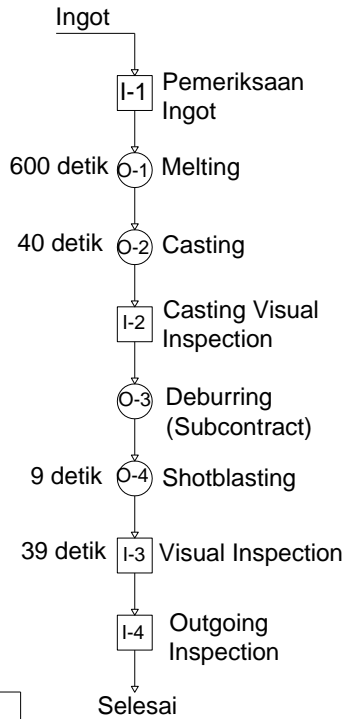 Ingot
I-1 Pemeriksaan
Ingot
600 detik O-1 Melting
40 detik O-2 Casting
I-2 Casting Visual
Inspection
O-3 Deburring
(Subcontract)
9 detik O-4 Shotblasting
39 detik I-3 Visual Inspection
I-4 Outgoing
Inspection
Selesai